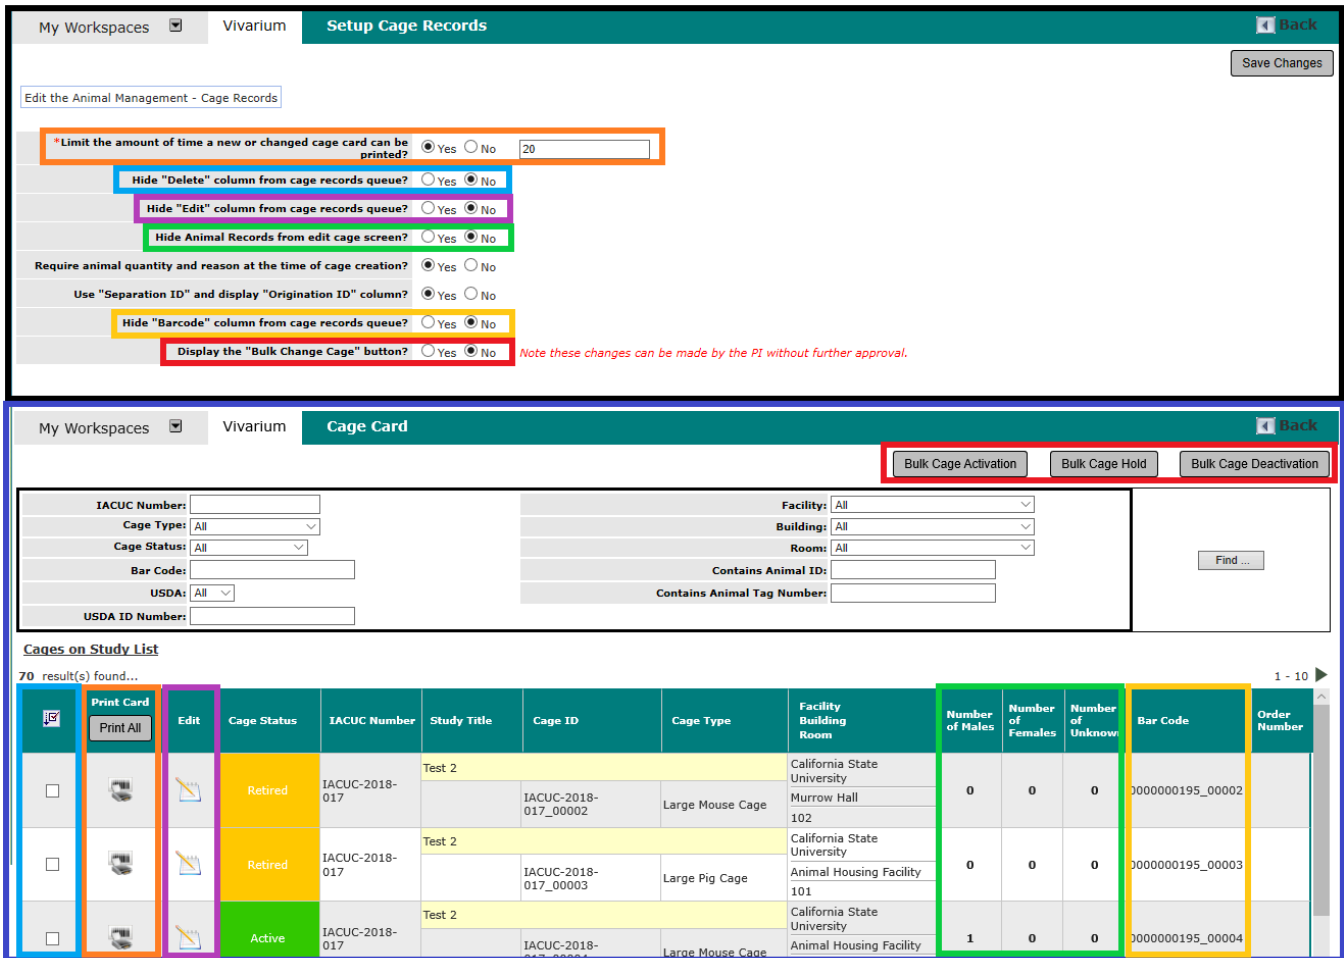 My Workspaces Vivarium Setup Cage Records Back
Save Changes
Edit the Animal Management - Cage Records
*Limit the amount of time a new or changed cage card can be printed? Yes No 20
Hide "Delete" column from cage records queue? Yes No
Hide "Edit" column from cage records queue? Yes No
Hide Animal Records from edit cage screen? Yes No
Require animal quantity and reason at the time of cage creation? Yes No
Use "Separation ID" and display "Origination ID" column? Yes No
Hide "Barcode" column from cage records queue? Yes No
Display the "Bulk Change Cage" button? Yes No Note these changes can be made by the PI without further approval.
My Workspaces Vivarium Cage Card Back
Bulk Cage Activation Bulk Cage Hold Bulk Cage Deactivation
IACUC Number: Facility: All
Cage Type: All Building: All
Cage Status: All Room: All
Bar Code: Contains Animal ID:
USDA: All Contains Animal Tag Number:
USDA ID Number:
Find ...
Cages on Study List
70 result(s) found... 1 - 10
Print Card Print All Edit Cage Status IACUC Number Study Title Cage ID Cage Type Facility Building Room Number of Males Number of Females Number of Unknown Bar Code Order Number
Retired IACUC-2018-017 Test 2 IACUC-2018-017_00002 Large Mouse Cage California State University Murrow Hall 102 0 0 0 0000000195_00002
Retired IACUC-2018-017 Test 2 IACUC-2018-017_00003 Large Pig Cage California State University Animal Housing Facility 101 0 0 0 0000000195_00003
Active IACUC-2018-017 Test 2 IACUC-2018- Large Mouse Cage California State University Animal Housing Facility 1 0 0 0000000195_00004